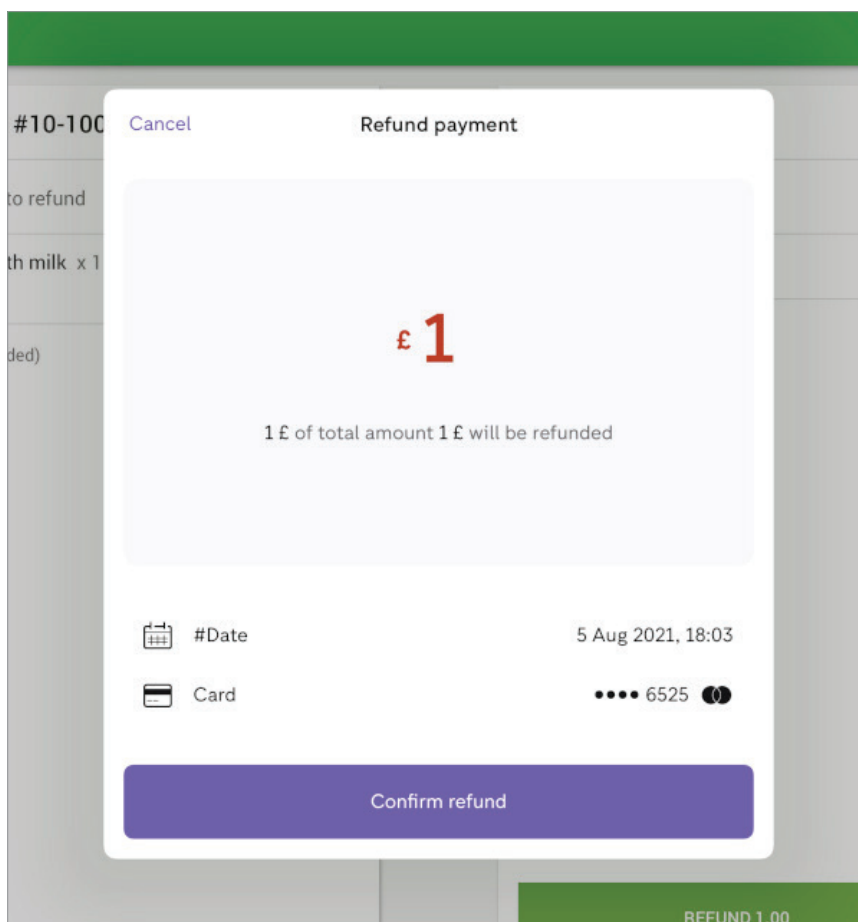 #10-100
Cancel
Refund payment
to refund
th milk x 1
ded)
£ 1
1 £ of total amount 1 £ will be refunded
#Date
5 Aug 2021, 18:03
Card
•••• 6525
Confirm refund
REFUND 1.00